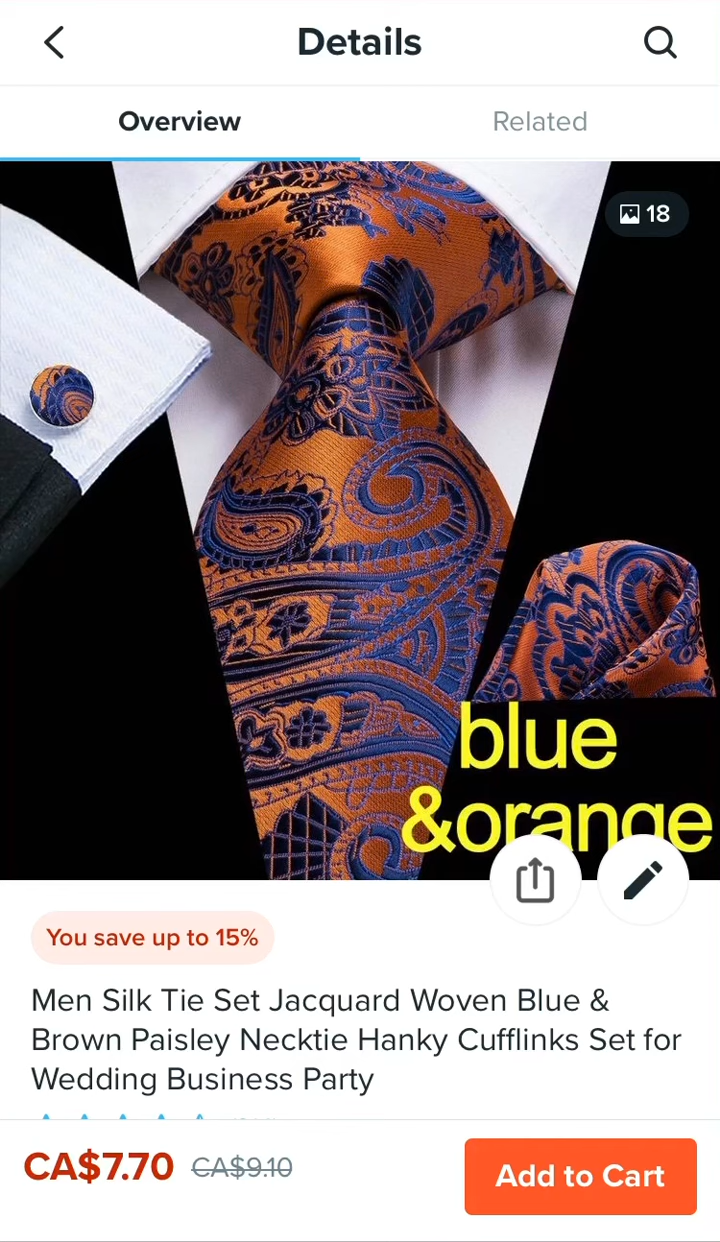 Details
Overview
Related
18
blue
&orange
You save up to 15%
Men Silk Tie Set Jacquard Woven Blue &
Brown Paisley Necktie Hanky Cufflinks Set for
Wedding Business Party
CA$7.70 CA$9.10
Add to Cart